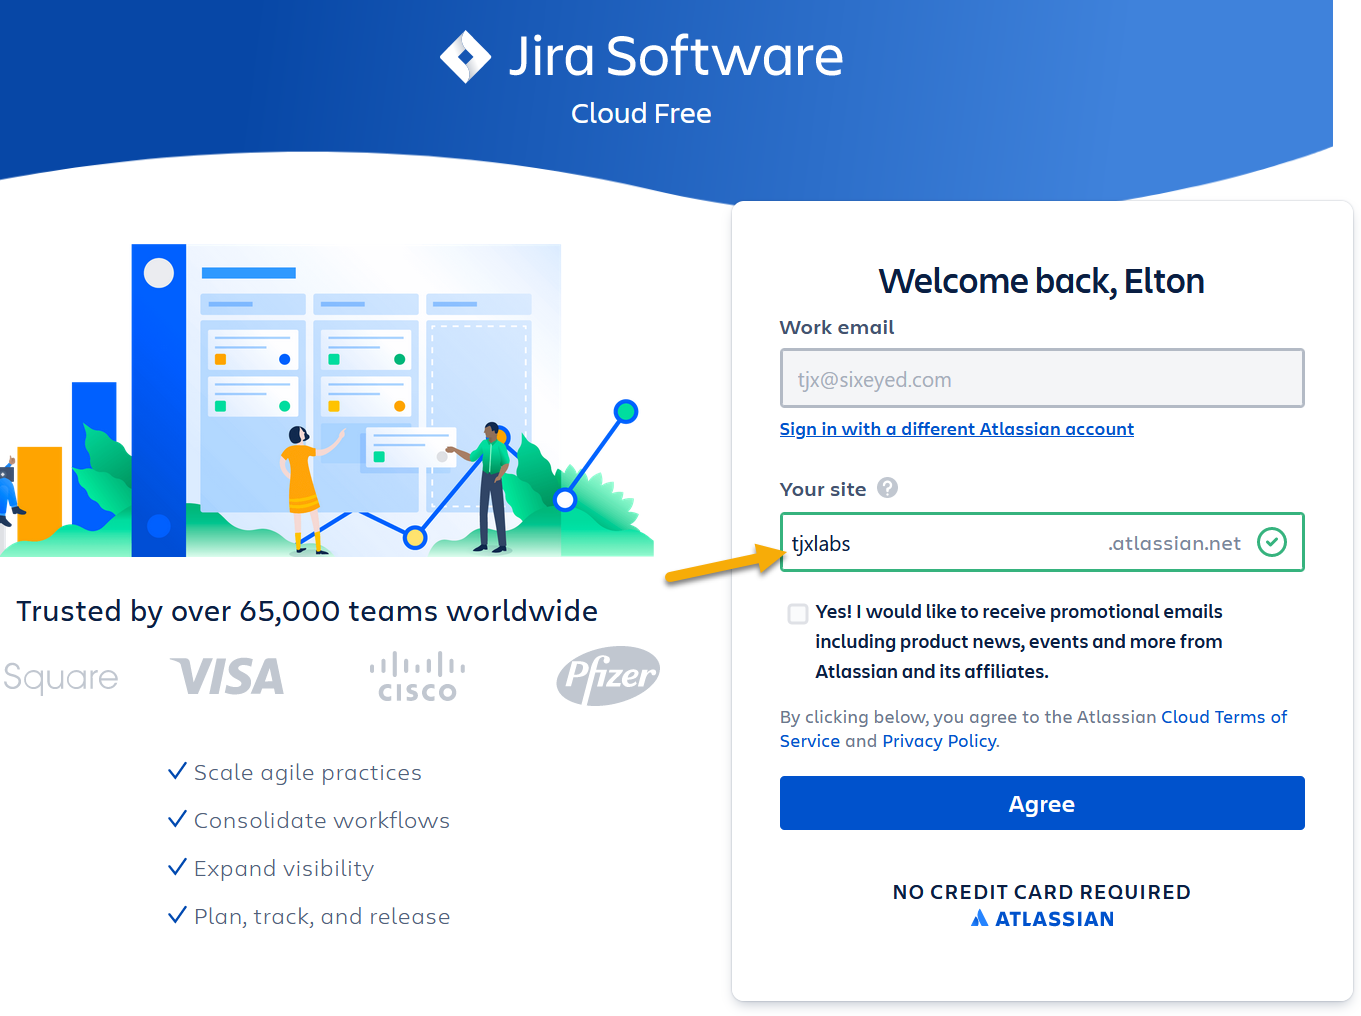 Jira Software
Cloud Free
Welcome back, Elton
Work email
tjx@sixeyed.com
Sign in with a different Atlassian account
Your site ?
tjxlabs .atlassian.net
Yes! I would like to receive promotional emails
including product news, events and more from
Atlassian and its affiliates.
By clicking below, you agree to the Atlassian Cloud Terms of
Service and Privacy Policy.
Agree
NO CREDIT CARD REQUIRED
ATLASSIAN
Trusted by over 65,000 teams worldwide
Square VISA CISCO Pfizer
Scale agile practices
Consolidate workflows
Expand visibility
Plan, track, and release